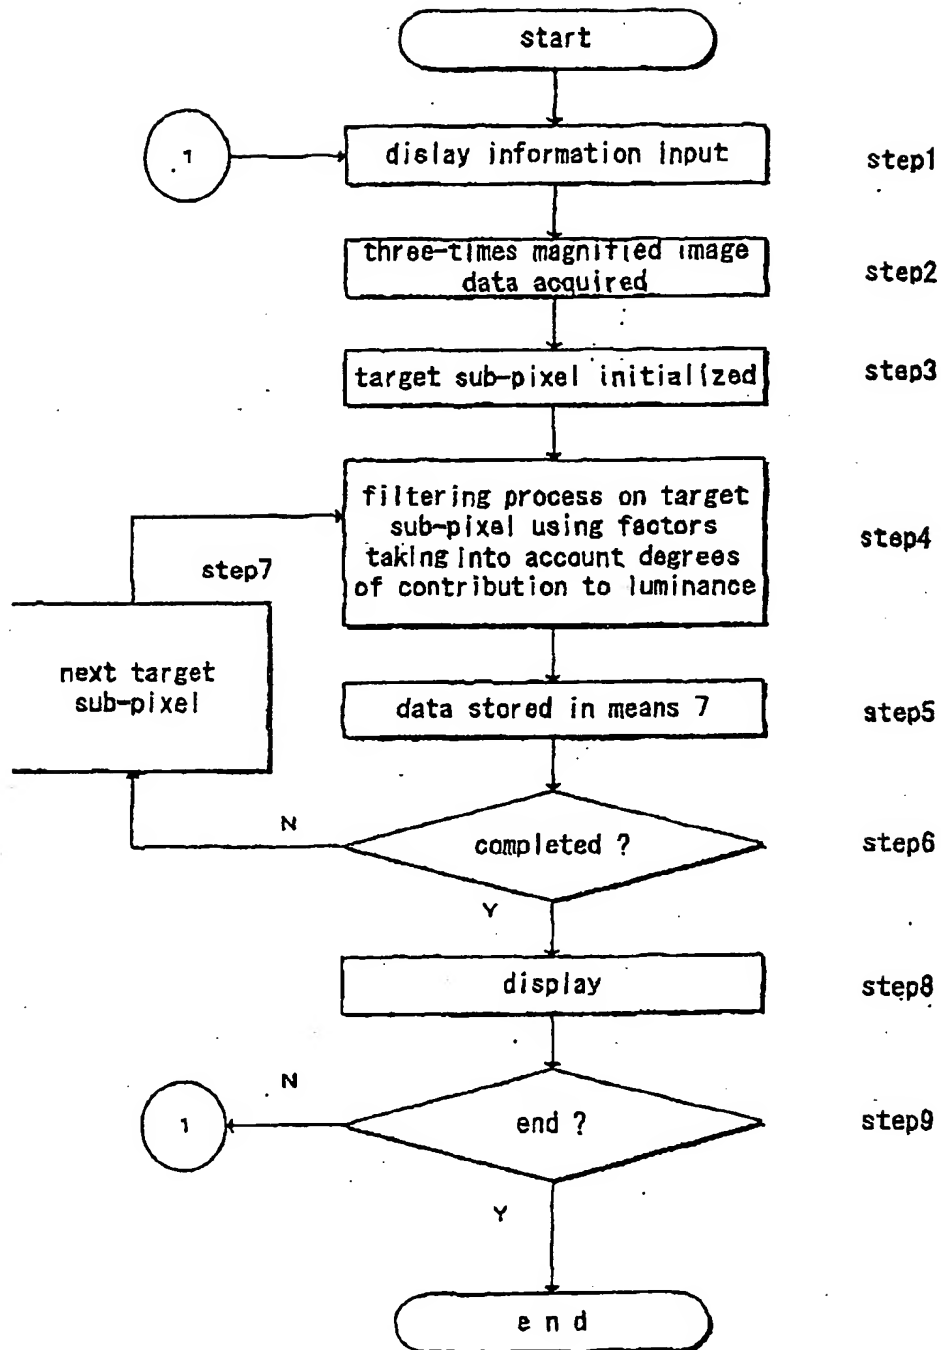 start
1
dislay information input
step1
three-times magnified image
data acquired
step2
target sub-pixel initialized
step3
filtering process on target
sub-pixel using factors
taking into account degrees
of contribution to luminance
step4
step7
next target
sub-pixel
data stored in means 7
step5
N
completed ?
step6
Y
display
step8
N
1
end ?
step9
Y
e n d